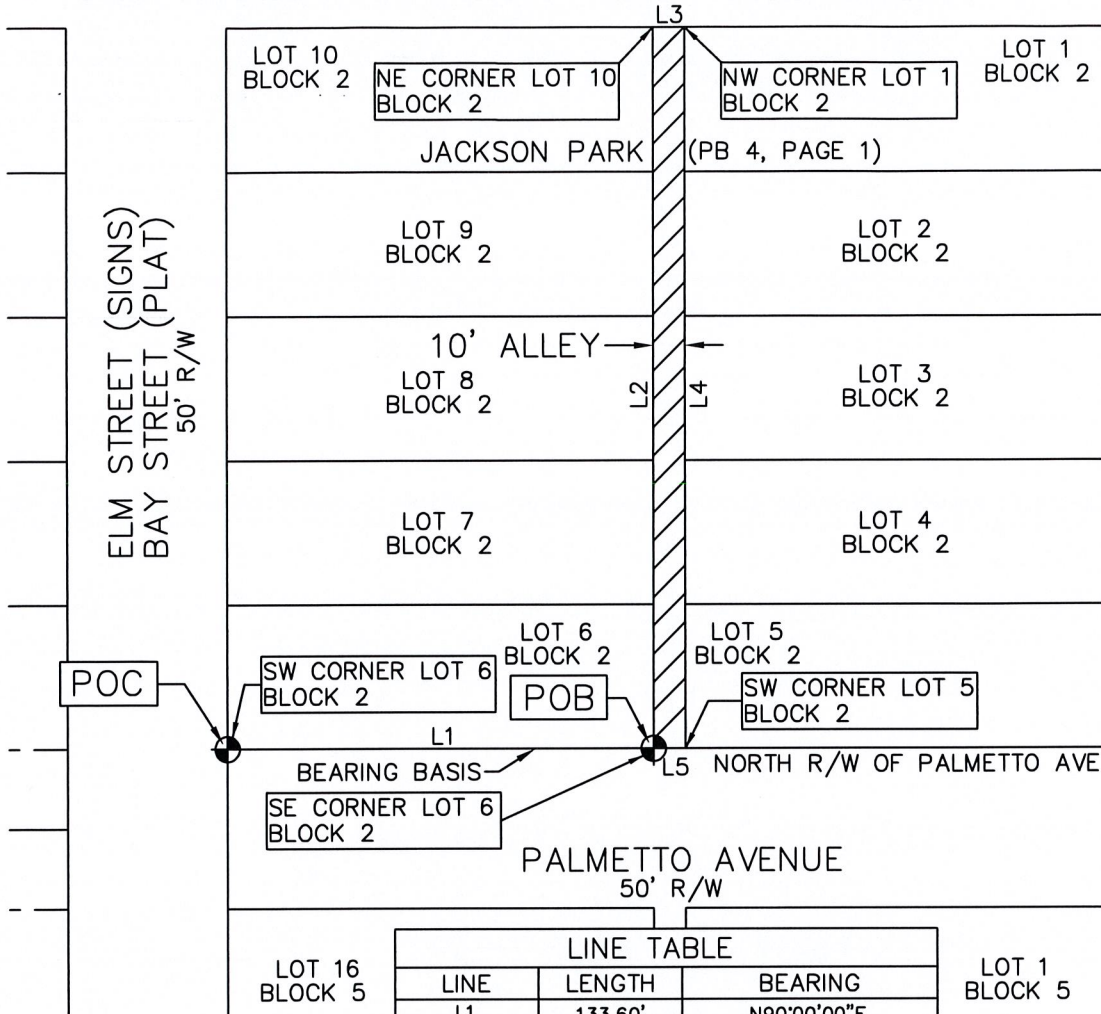 L3
LOT 10
BLOCK 2
NE CORNER LOT 10
BLOCK 2
NW CORNER LOT 1
BLOCK 2
LOT 1
BLOCK 2
JACKSON PARK (PB 4, PAGE 1)
ELM STREET (SIGNS)
BAY STREET (PLAT)
50' R/W
LOT 9
BLOCK 2
LOT 2
BLOCK 2
10' ALLEY
LOT 8
BLOCK 2
L2
L4
LOT 3
BLOCK 2
LOT 7
BLOCK 2
LOT 4
BLOCK 2
LOT 6
BLOCK 2
LOT 5
BLOCK 2
POC
SW CORNER LOT 6
BLOCK 2
POB
SW CORNER LOT 5
BLOCK 2
L1
BEARING BASIS
L5
NORTH R/W OF PALMETTO AVE
SE CORNER LOT 6
BLOCK 2
PALMETTO AVENUE
50' R/W
LOT 16
BLOCK 5
LINE TABLE
LINE LENGTH BEARING
L1 133.60' N90°00'00"E
LOT 1
BLOCK 5